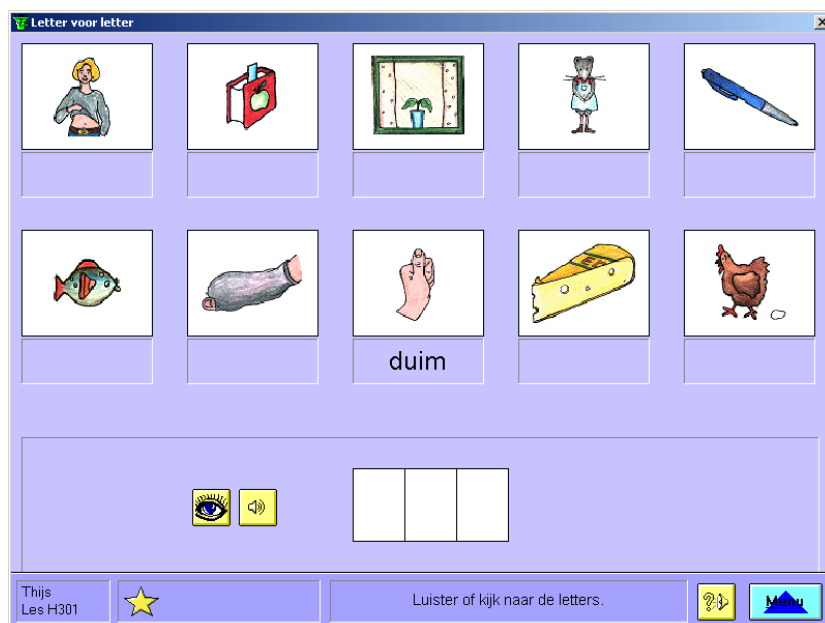 Letter voor letter
duim
Thijs
Les H301
Luister of kijk naar de letters.
Menu